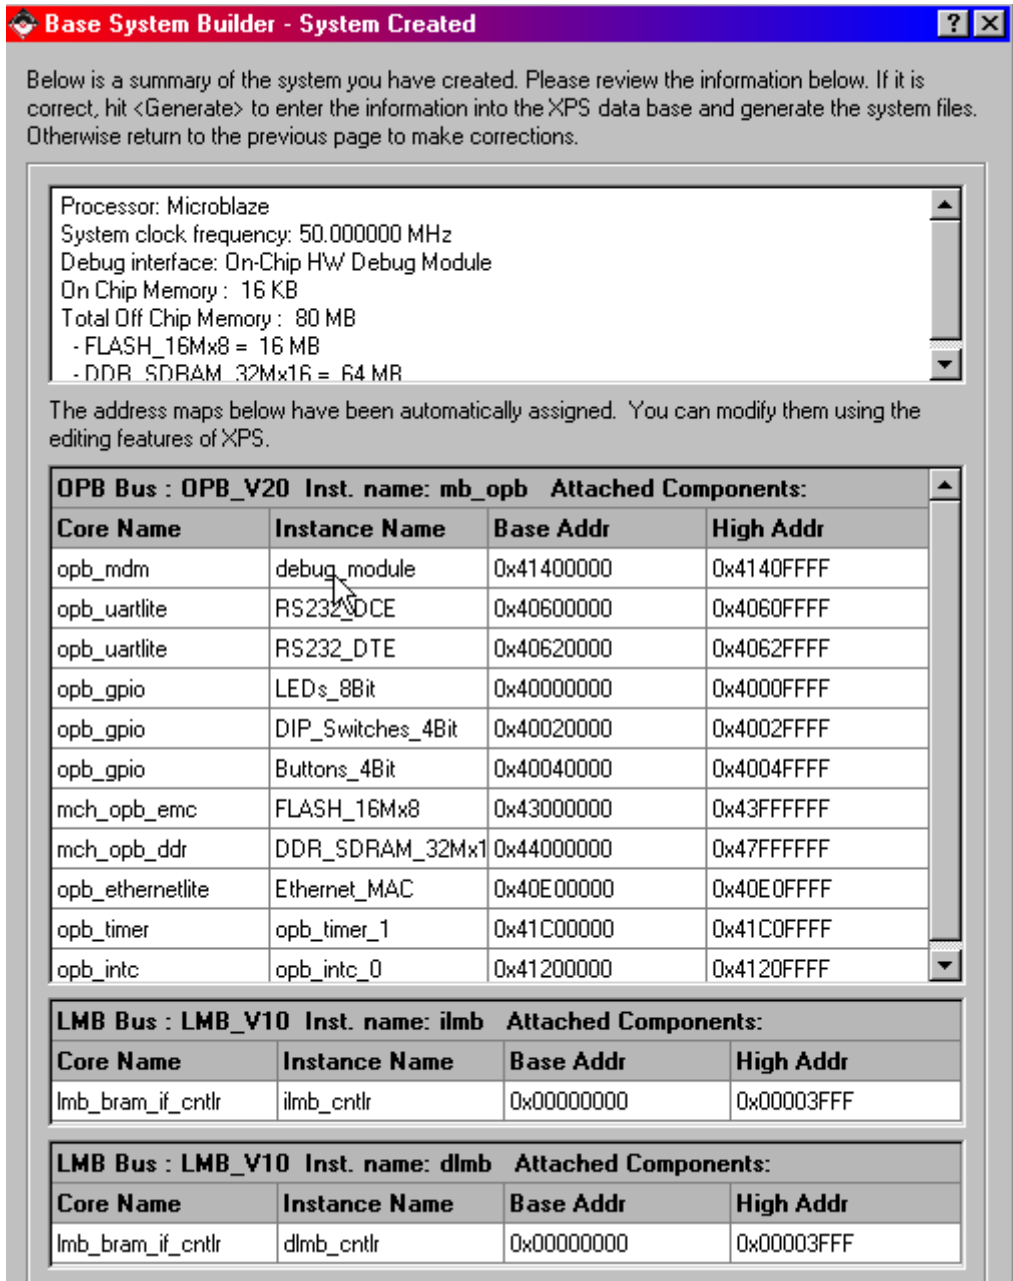 Base System Builder - System Created
Below is a summary of the system you have created. Please review the information below. If it is
correct, hit <Generate> to enter the information into the XPS data base and generate the system files.
Otherwise return to the previous page to make corrections.
Processor: Microblaze
System clock frequency: 50.000000 MHz
Debug interface: On-Chip HW Debug Module
On Chip Memory : 16 KB
Total Off Chip Memory : 80 MB
- FLASH_16Mx8 = 16 MB
- DDR_SDRAM_32Mx16 = 64 MB
The address maps below have been automatically assigned. You can modify them using the
editing features of XPS.
OPB Bus : OPB_V20 Inst. name: mb_opb Attached Components:
Core Name Instance Name Base Addr High Addr
opb_mdm debug_module 0x41400000 0x4140FFFF
opb_uartlite RS232_DCE 0x40600000 0x4060FFFF
opb_uartlite RS232_DTE 0x40620000 0x4062FFFF
opb_gpio LEDs_8Bit 0x40000000 0x4000FFFF
opb_gpio DIP_Switches_4Bit 0x40020000 0x4002FFFF
opb_gpio Buttons_4Bit 0x40040000 0x4004FFFF
mch_opb_emc FLASH_16Mx8 0x43000000 0x43FFFFFF
mch_opb_ddr DDR_SDRAM_32Mx1 0x44000000 0x47FFFFFF
opb_ethernetlite Ethernet_MAC 0x40E00000 0x40E0FFFF
opb_timer opb_timer_1 0x41C00000 0x41C0FFFF
opb_intc opb_intc_0 0x41200000 0x4120FFFF
LMB Bus : LMB_V10 Inst. name: ilmb Attached Components:
Core Name Instance Name Base Addr High Addr
lmb_bram_if_cntlr ilmb_cntlr 0x00000000 0x00003FFF
LMB Bus : LMB_V10 Inst. name: dlmb Attached Components:
Core Name Instance Name Base Addr High Addr
lmb_bram_if_cntlr dlmb_cntlr 0x00000000 0x00003FFF